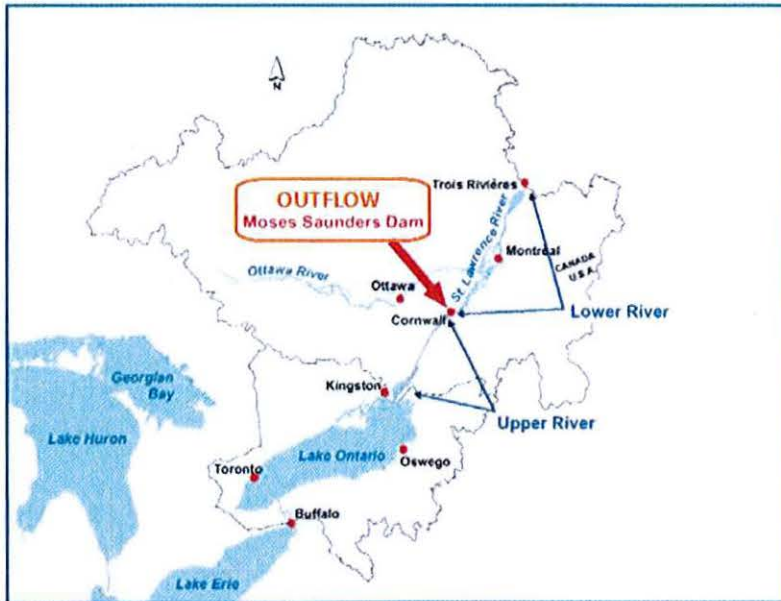 N
Trois Rivières
OUTFLOW
Moses Saunders Dam
St. Lawrence River
Montréal
CANADA
U.S.A.
Ottawa River
Ottawa
Cornwall
Lower River
Georgian
Bay
Kingston
Upper River
Lake Huron
Lake Ontario
Oswego
Toronto
Buffalo
Lake Erie